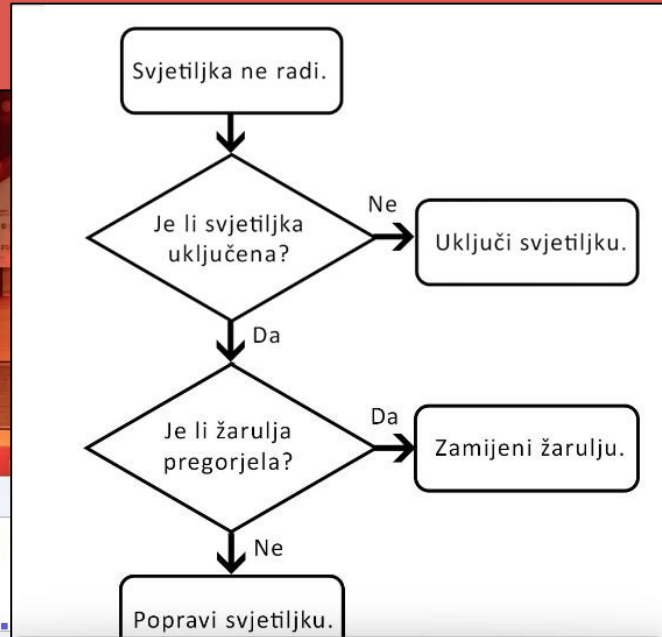 Svjetiljka ne radi.
Je li svjetiljka
uključena?
Ne
Uključi svjetiljku.
Da
Je li žarulja
pregorjela?
Da
Zamijeni žarulju.
Ne
Popravi svjetiljku.